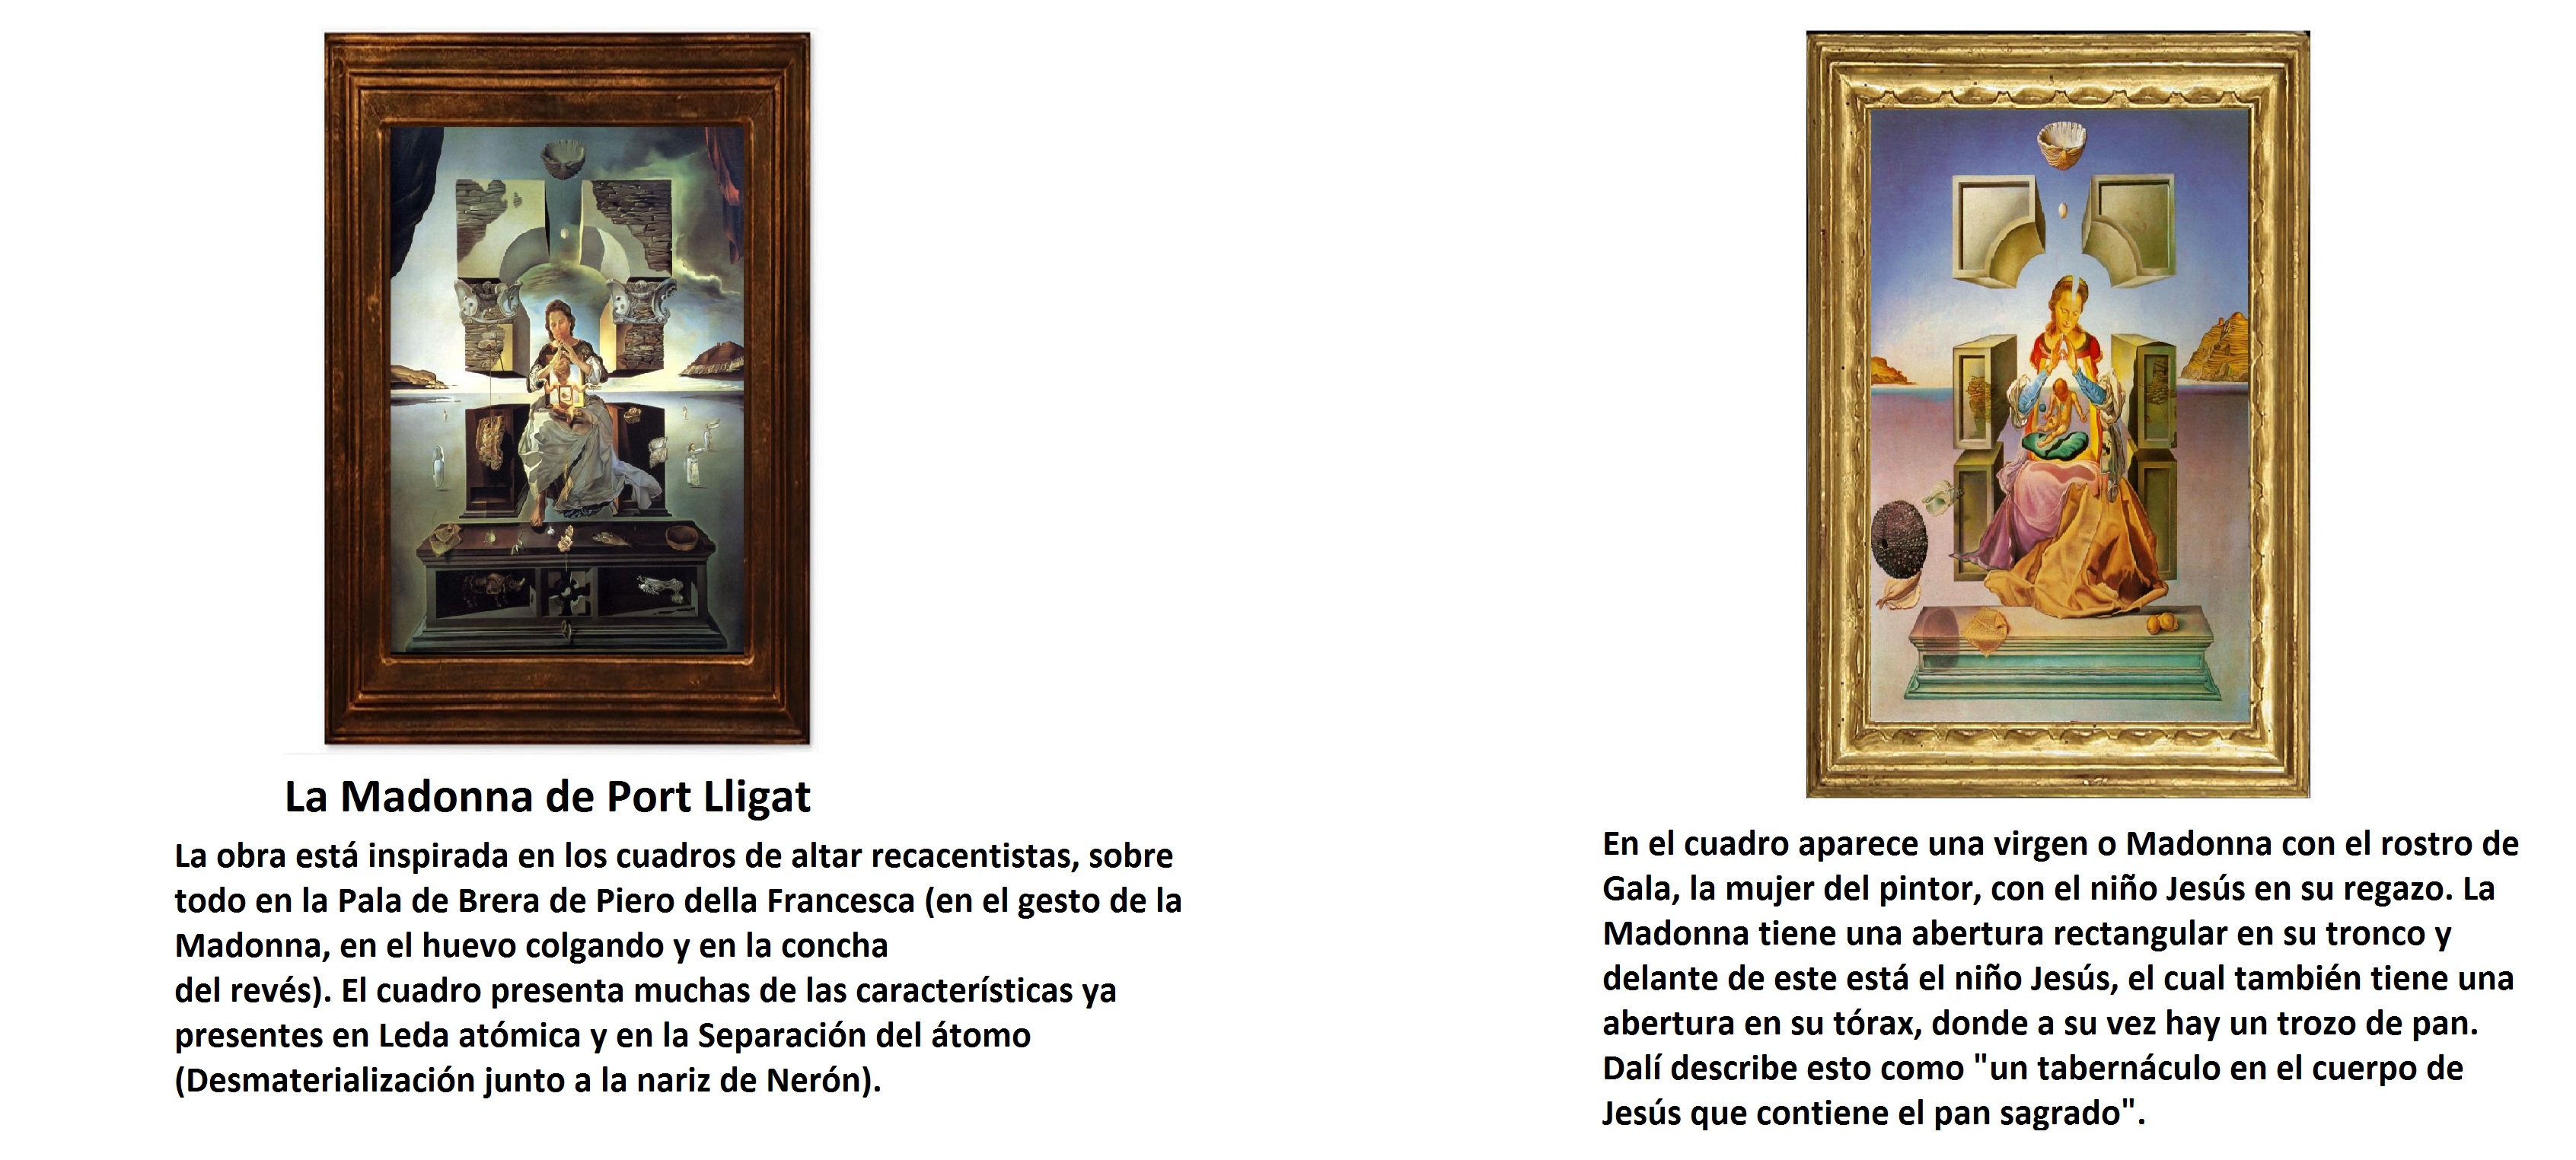 La Madonna de Port Lligat
La obra está inspirada en los cuadros de altar recacentistas, sobre
todo en la Pala de Brera de Piero della Francesca (en el gesto de la
Madonna, en el huevo colgando y en la concha
del revés). El cuadro presenta muchas de las características ya
presentes en Leda atómica y en la Separación del átomo
(Desmaterialización junto a la nariz de Nerón).
En el cuadro aparece una virgen o Madonna con el rostro de
Gala, la mujer del pintor, con el niño Jesús en su regazo. La
Madonna tiene una abertura rectangular en su tronco y
delante de este está el niño Jesús, el cual también tiene una
abertura en su tórax, donde a su vez hay un trozo de pan.
Dalí describe esto como "un tabernáculo en el cuerpo de
Jesús que contiene el pan sagrado".